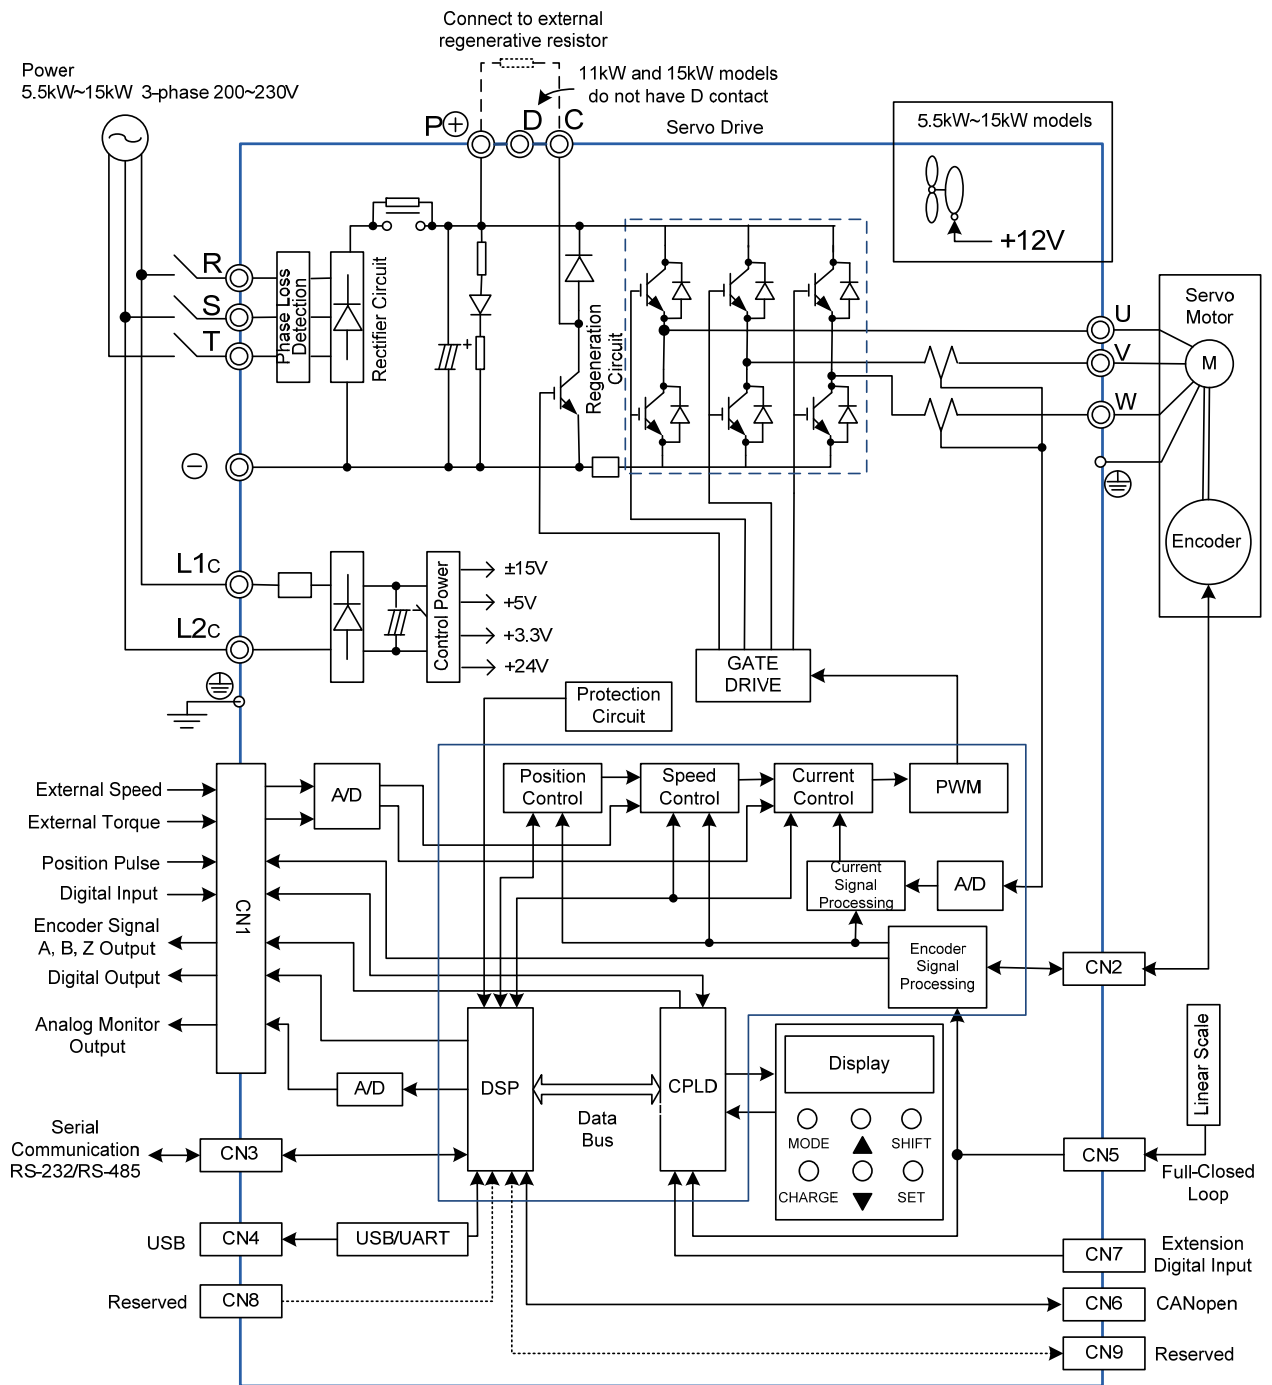 Connect to external
regenerative resistor
Power
5.5kW~15kW 3-phase 200~230V
11kW and 15kW models
do not have D contact
P
D
C
Servo Drive
5.5kW~15kW models
+12V
R
S
T
Phase Loss
Detection
Rectifier Circuit
+
Regeneration
Circuit
U
V
W
Servo
Motor
M
Encoder
L1C
L2C
Control Power
±15V
+5V
+3.3V
+24V
GATE
DRIVE
Protection
Circuit
External Speed
External Torque
Position Pulse
Digital Input
Encoder Signal
A, B, Z Output
Digital Output
Analog Monitor
Output
CN1
A/D
Position
Control
Speed
Control
Current
Control
PWM
Current
Signal
Processing
A/D
Encoder
Signal
Processing
CN2
A/D
DSP
Data
Bus
CPLD
Display
MODE
SHIFT
CHARGE
SET
Linear Scale
Serial
Communication
RS-232/RS-485
CN3
CN5
Full-Closed
Loop
USB
CN4
USB/UART
CN7
Extension
Digital Input
Reserved
CN8
CN6
CANopen
CN9
Reserved